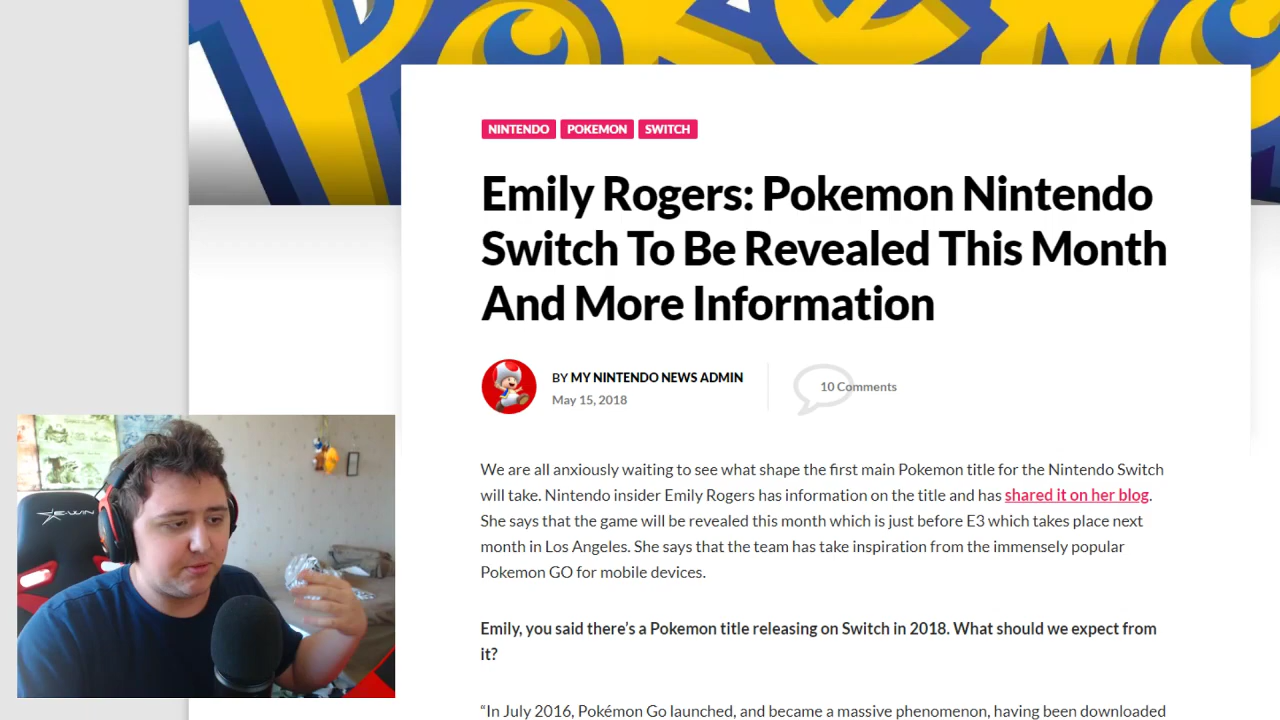 POKÉMO
NINTENDO POKEMON SWITCH
Emily Rogers: Pokemon Nintendo
Switch To Be Revealed This Month
And More Information
BY MY NINTENDO NEWS ADMIN
May 15, 2018
10 Comments
We are all anxiously waiting to see what shape the first main Pokemon title for the Nintendo Switch
will take. Nintendo insider Emily Rogers has information on the title and has shared it on her blog.
She says that the game will be revealed this month which is just before E3 which takes place next
month in Los Angeles. She says that the team has take inspiration from the immensely popular
Pokemon GO for mobile devices.
Emily, you said there’s a Pokemon title releasing on Switch in 2018. What should we expect from
it?
“In July 2016, Pokémon Go launched, and became a massive phenomenon, having been downloaded
E-WIN